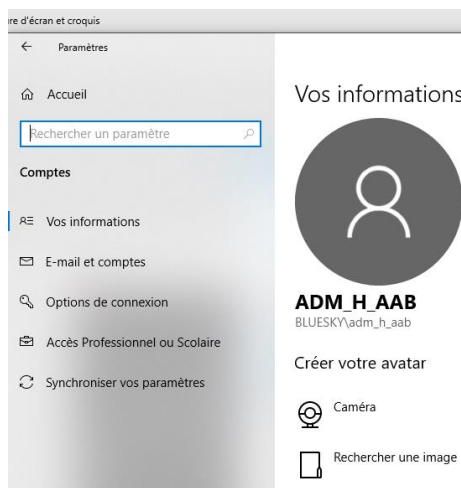 re d'écran et croquis
Paramètres
Accueil
Rechercher un paramètre
Comptes
Vos informations
E-mail et comptes
Options de connexion
Accès Professionnel ou Scolaire
Synchroniser vos paramètres
Vos informations
ADM_H_AAB
BLUESKY\adm_h_aab
Créer votre avatar
Caméra
Rechercher une image